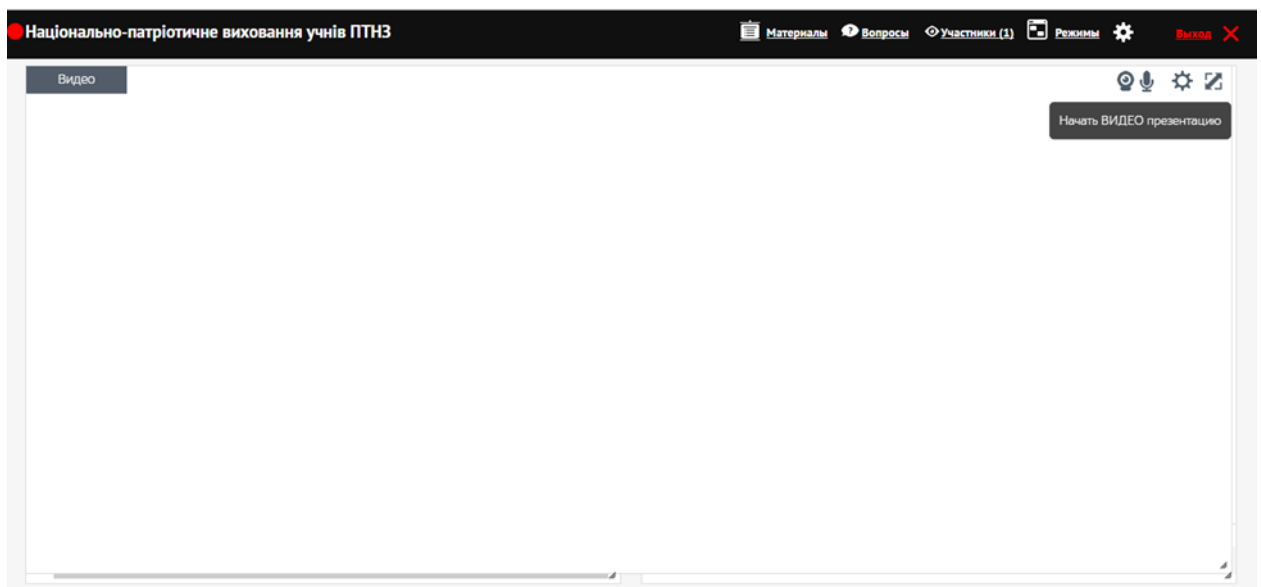 Національно-патріотичне виховання учнів ПТНЗ Материалы Вопросы Участники (1) Режимы Выход
Видео
Начать ВИДЕО презентацию